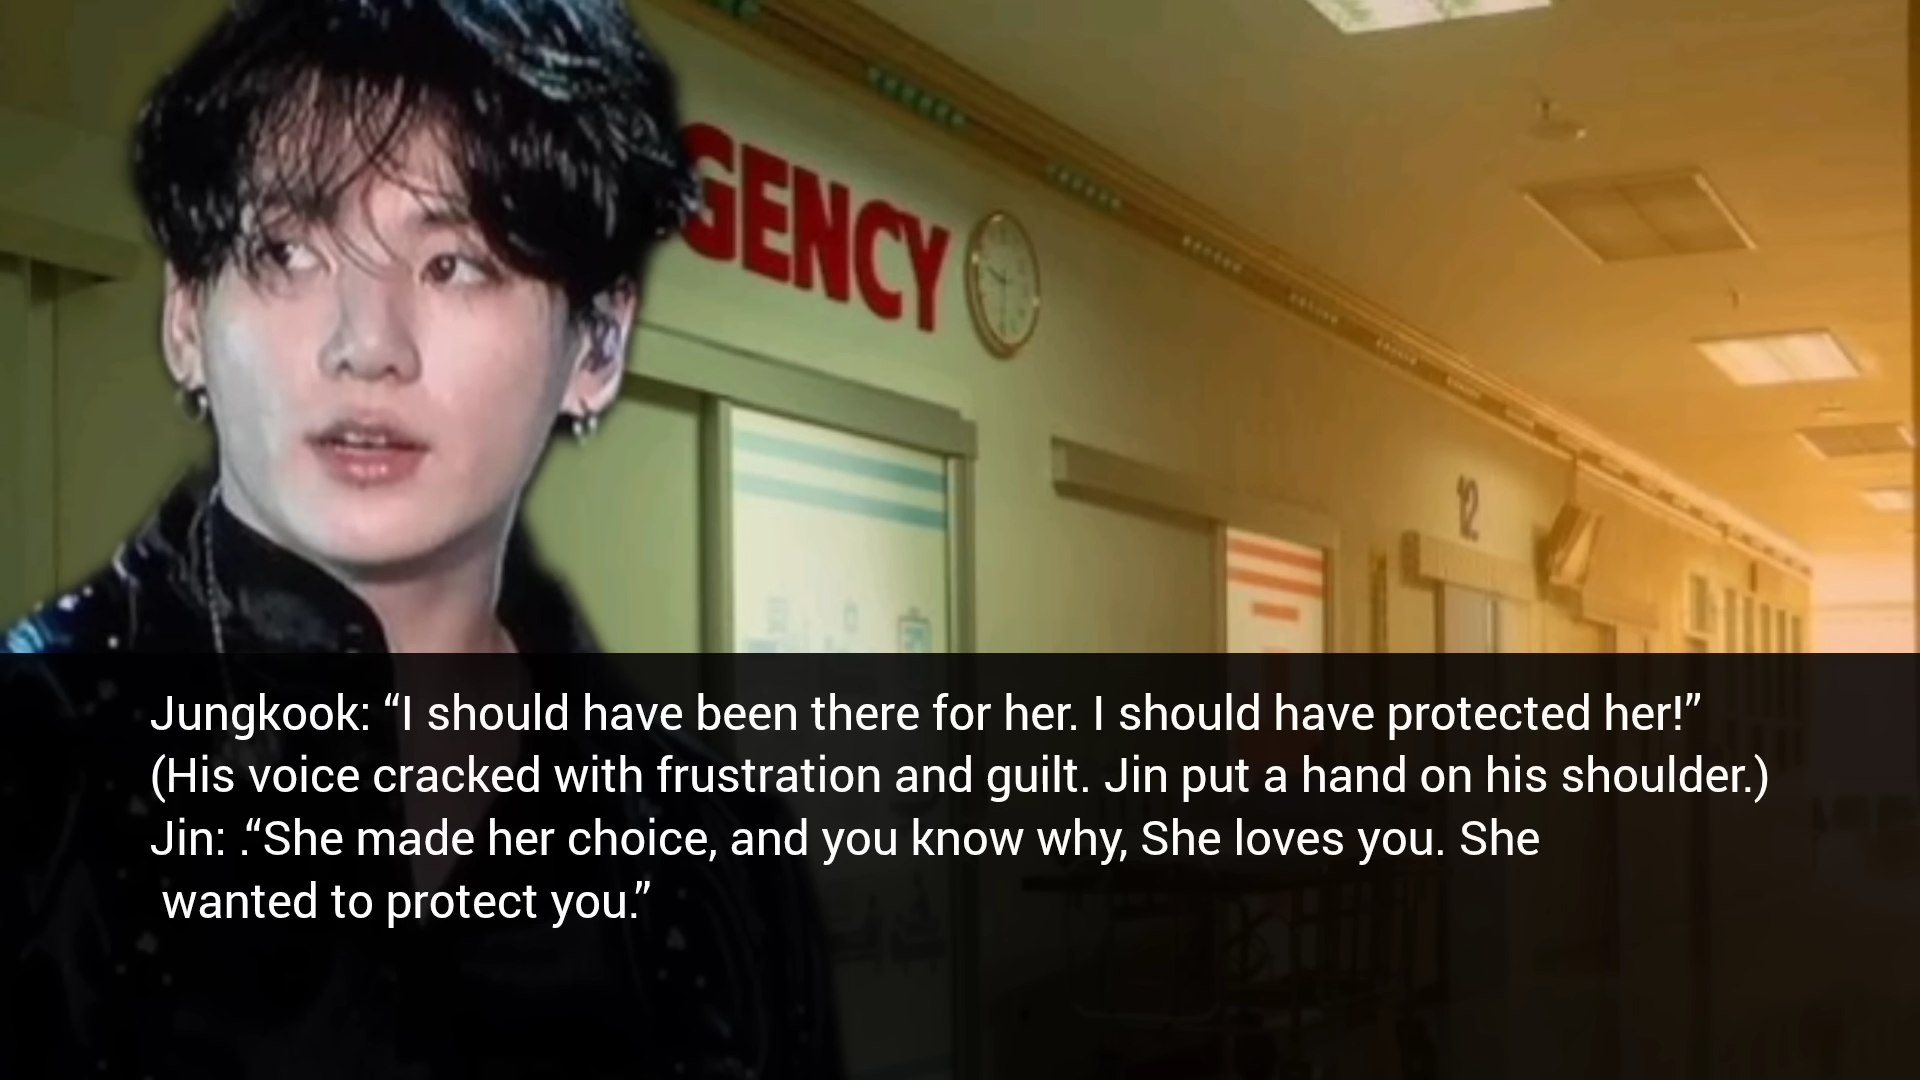 GENCY
12
Jungkook: “I should have been there for her. I should have protected her!”
(His voice cracked with frustration and guilt. Jin put a hand on his shoulder.)
Jin: .“She made her choice, and you know why, She loves you. She
wanted to protect you.”